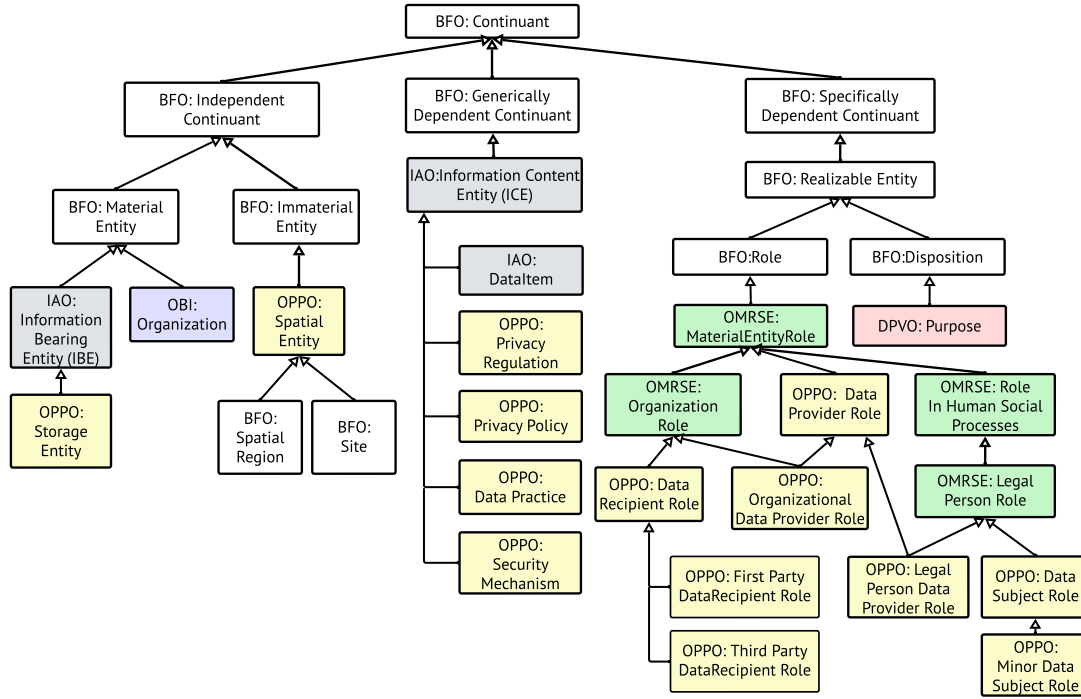 BFO: Continuant
BFO: Independent
Continuant
BFO: Generically
Dependent Continuant
BFO: Specifically
Dependent Continuant
IAO:Information Content
Entity (ICE)
BFO: Realizable Entity
BFO: Material
Entity
BFO: Immaterial
Entity
BFO:Role
BFO:Disposition
IAO:
DataItem
IAO:
Information
Bearing
Entity (IBE)
OBI:
Organization
OPPO:
Spatial
Entity
OPPO:
Privacy
Regulation
OMRSE:
MaterialEntityRole
DPVO: Purpose
OPPO:
Storage
Entity
BFO:
Spatial
Region
BFO:
Site
OPPO:
Privacy Policy
OMRSE:
Organization
Role
OPPO:  Data
Provider Role
OMRSE: Role
In Human Social
Processes
OPPO:
Data Practice
OPPO: Data
Recipient Role
OPPO:
Organizational
Data Provider Role
OMRSE: Legal
Person Role
OPPO:
Security
Mechanism
OPPO: First Party
DataRecipient Role
OPPO: Legal
Person Data
Provider Role
OPPO: Data
Subject Role
OPPO: Third Party
DataRecipient Role
OPPO:
Minor Data
Subject Role